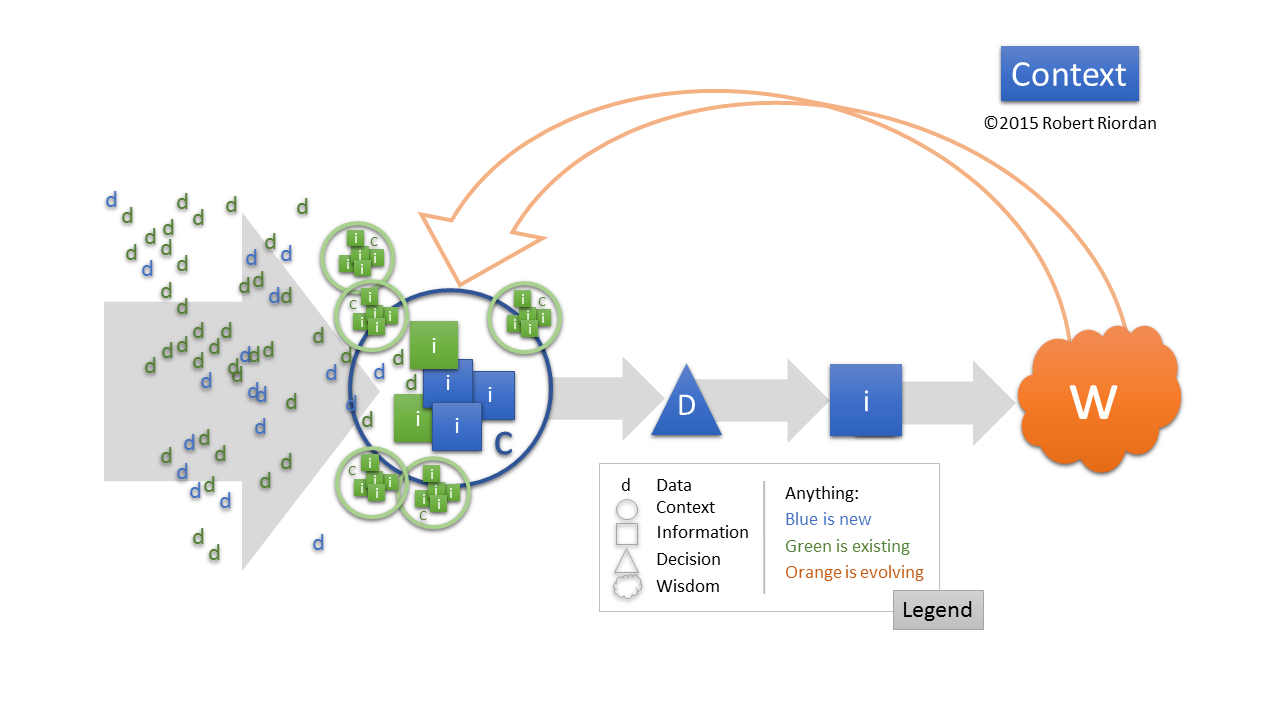 Context
©2015 Robert Riordan
d d d d d d d d d d d d d d d d d d d d
d d d d d d d d d d d d d d d d d d d d
d d d d d d d d d d d d d d d d d d d d
i i i i i C
i i i i i C
i i i i i C
i i i i i C
i i i i i C
i
i
i
i
i
C
D
i
W
d Data
Context
Information
Decision
Wisdom
Anything:
Blue is new
Green is existing
Orange is evolving
Legend